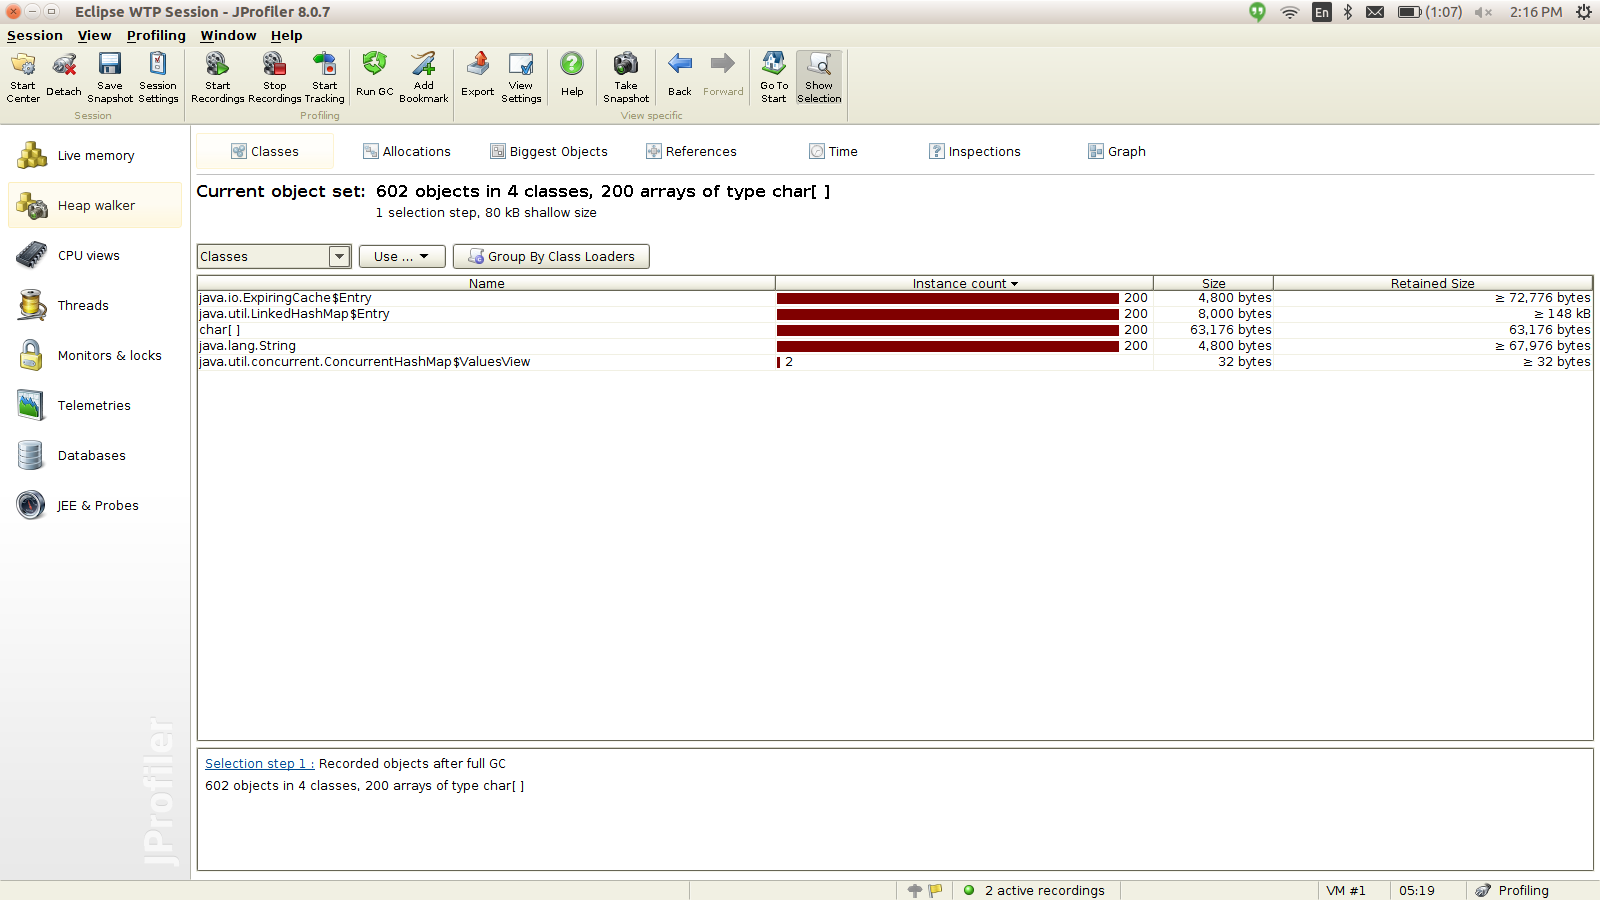 Eclipse WTP Session - JProfiler 8.0.7
En (1:07) 2:16 PM
Session View Profiling Window Help
Start Center Detach Save Snapshot Session Settings Start Recordings Stop Recordings Start Tracking Run GC Add Bookmark Export View Settings Help Take Snapshot Back Forward Go To Start Show Selection
Session Profiling View specific
Live memory
Heap walker
CPU views
Threads
Monitors & locks
Telemetries
Databases
JEE & Probes
JProfiler
Classes Allocations Biggest Objects References Time Inspections Graph
Current object set: 602 objects in 4 classes, 200 arrays of type char[ ]
1 selection step, 80 kB shallow size
Classes Use ... Group By Class Loaders
Name Instance count Size Retained Size
java.io.ExpiringCache$Entry 200 4,800 bytes ≥ 72,776 bytes
java.util.LinkedHashMap$Entry 200 8,000 bytes ≥ 148 kB
char[ ] 200 63,176 bytes 63,176 bytes
java.lang.String 200 4,800 bytes ≥ 67,976 bytes
java.util.concurrent.ConcurrentHashMap$ValuesView 2 32 bytes ≥ 32 bytes
Selection step 1 : Recorded objects after full GC
602 objects in 4 classes, 200 arrays of type char[ ]
2 active recordings VM #1 05:19 Profiling